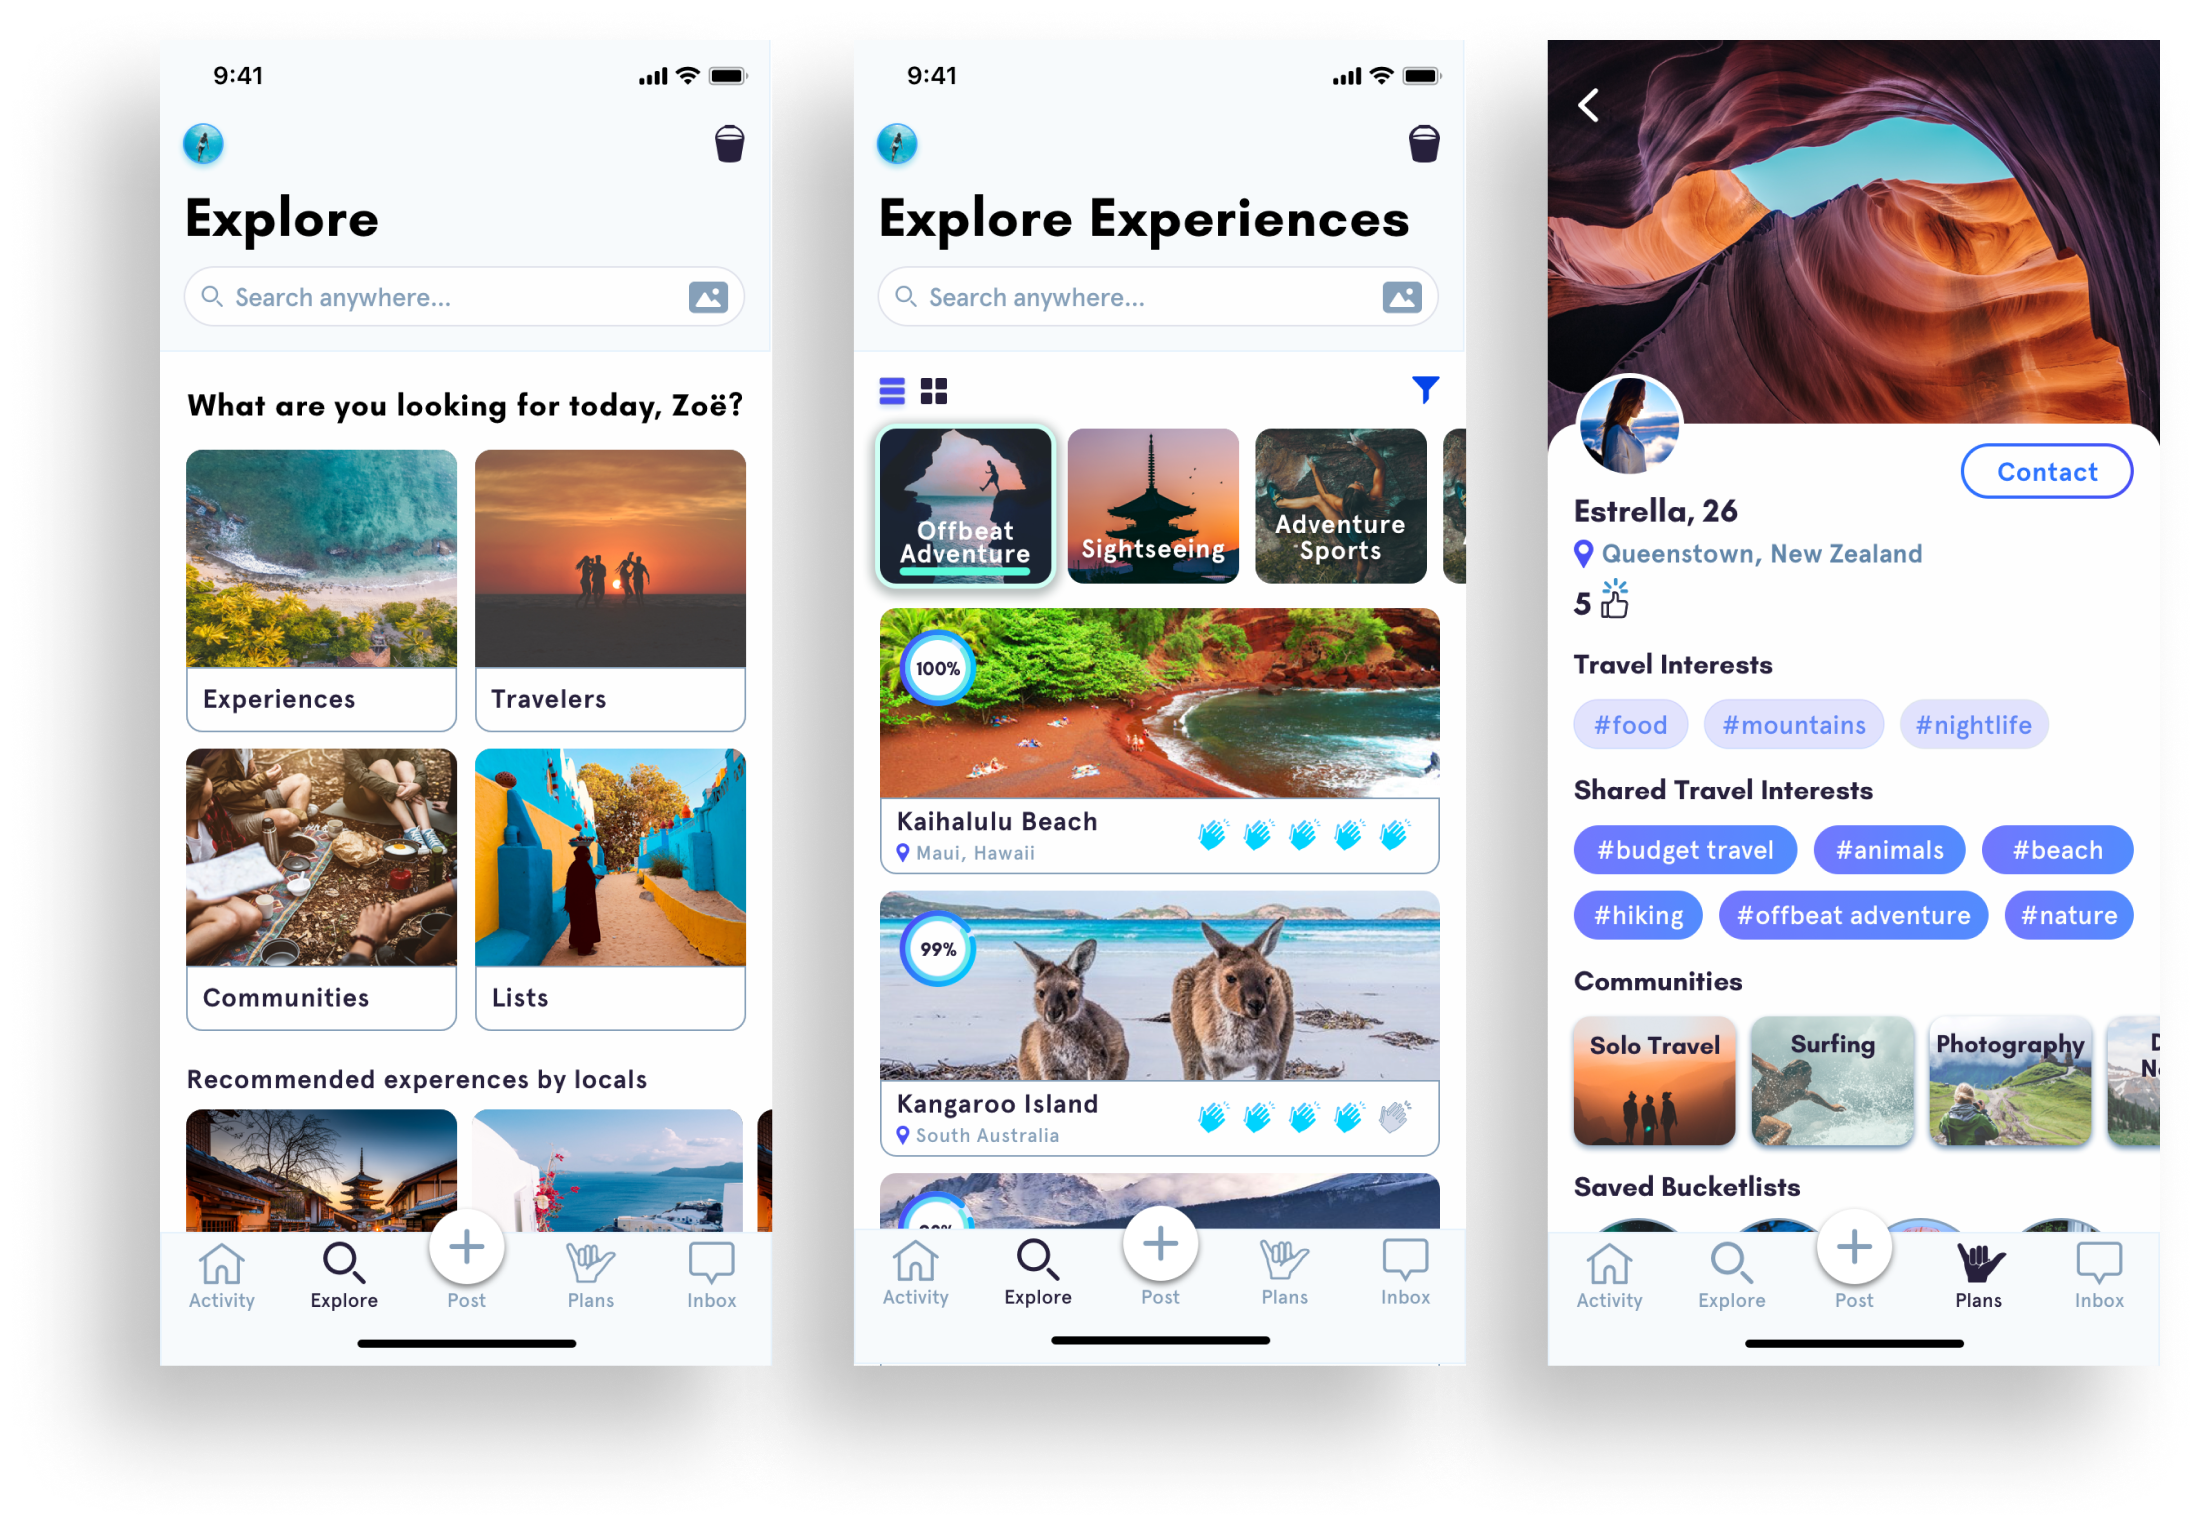 9:41
Explore
Search anywhere...
What are you looking for today, Zoë?
Experiences
Travelers
Communities
Lists
Recommended experences by locals
Activity
Explore
Post
Plans
Inbox
9:41
Explore Experiences
Search anywhere...
Offbeat
Adventure
Sightseeing
Adventure
Sports
100%
Kaihalulu Beach
Maui, Hawaii
99%
Kangaroo Island
South Australia
Activity
Explore
Post
Plans
Inbox
Contact
Estrella, 26
Queenstown, New Zealand
5
Travel Interests
#food #mountains #nightlife
Shared Travel Interests
#budget travel #animals #beach
#hiking #offbeat adventure #nature
Communities
Solo Travel
Surfing
Photography
Saved Bucketlists
Activity
Explore
Post
Plans
Inbox